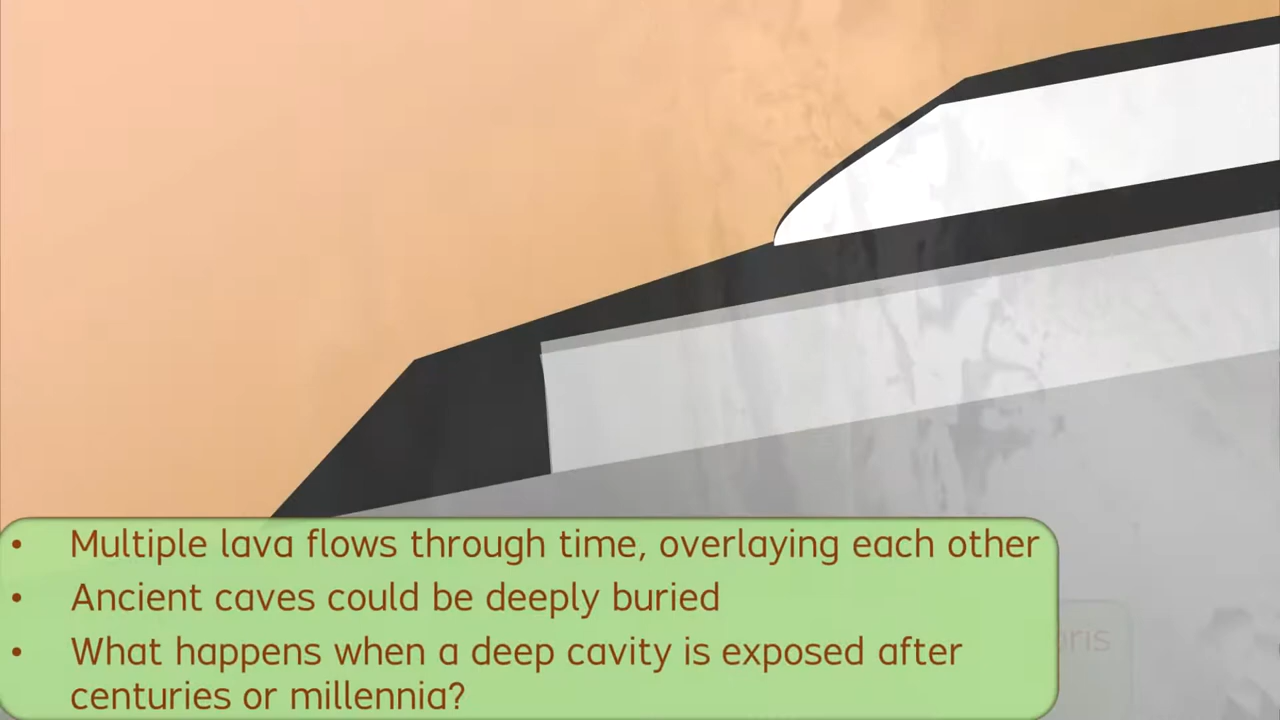 • Multiple lava flows through time, overlaying each other
• Ancient caves could be deeply buried
• What happens when a deep cavity is exposed after
centuries or millennia?